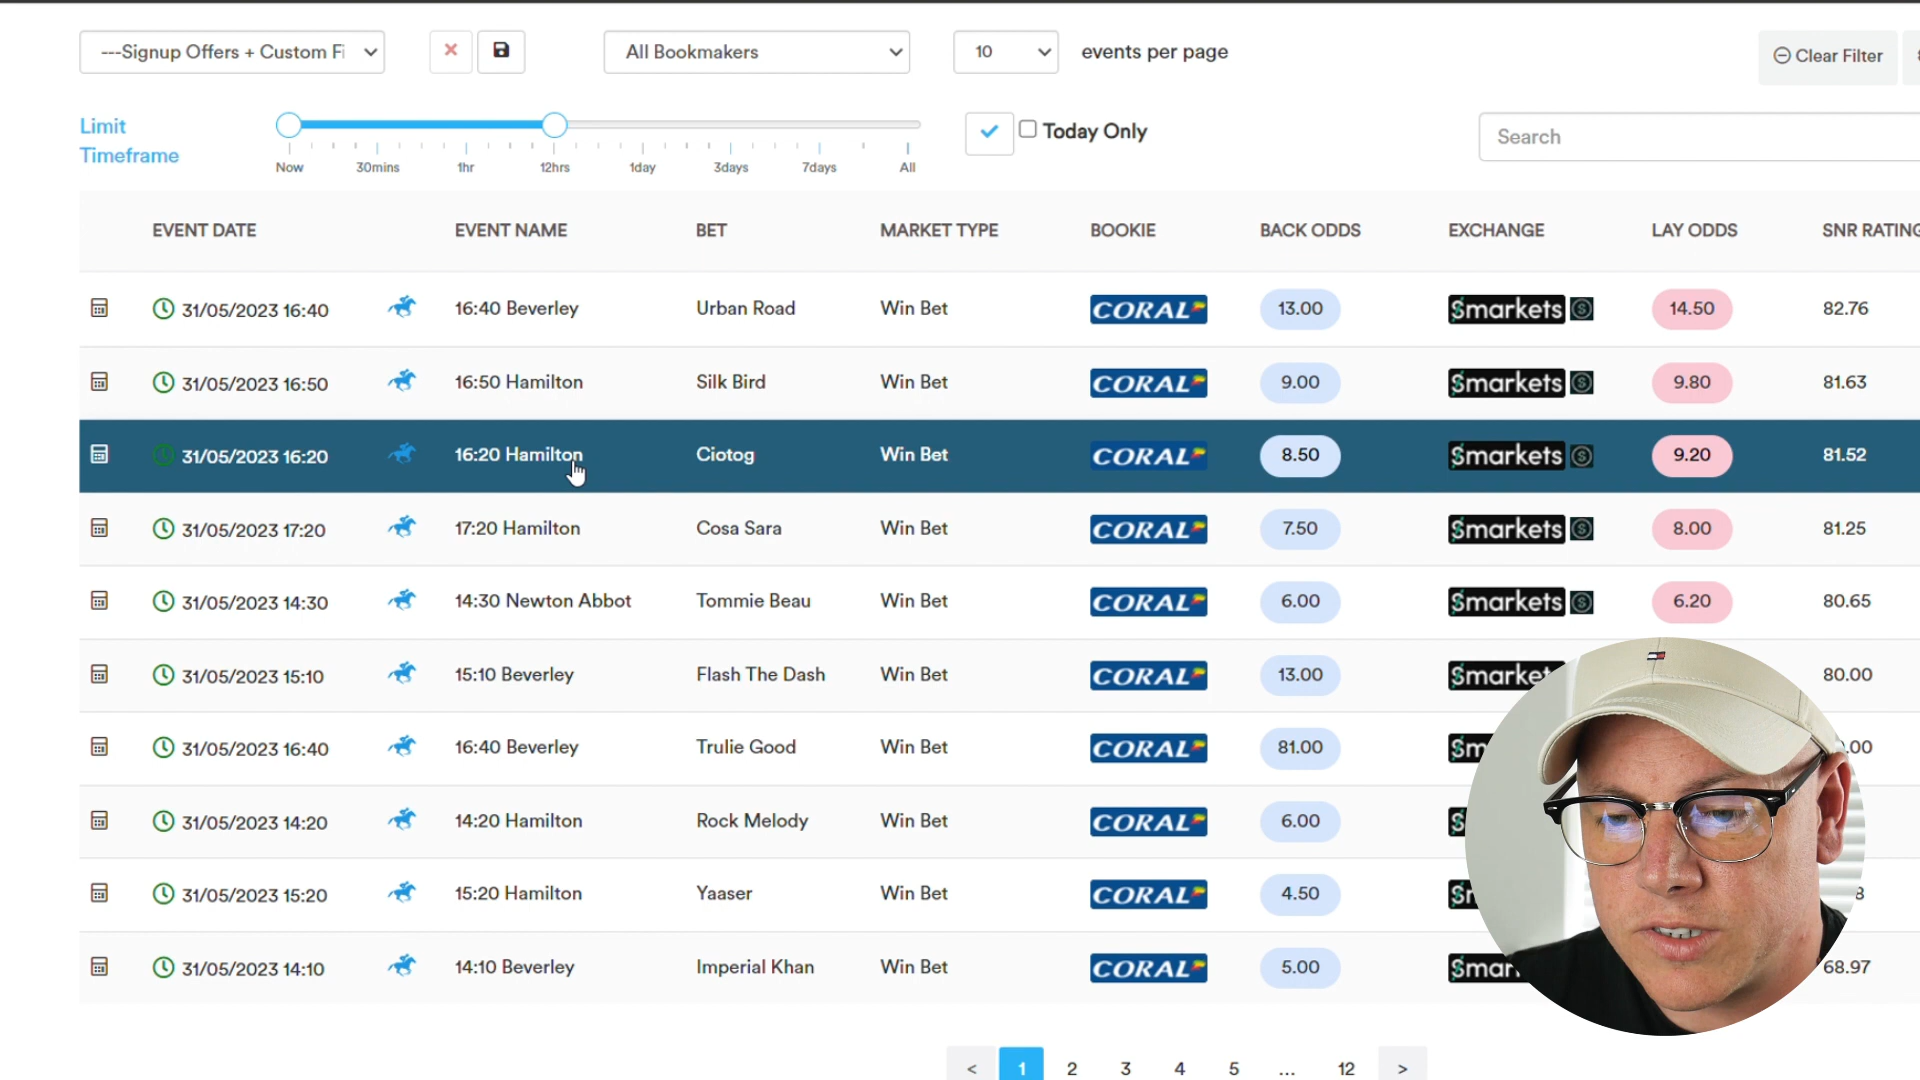 ---Signup Offers + Custom Fi
All Bookmakers
10 events per page
Clear Filter
Limit Timeframe
Now 30mins 1hr 12hrs 1day 3days 7days All
Today Only
Search
EVENT DATE EVENT NAME BET MARKET TYPE BOOKIE BACK ODDS EXCHANGE LAY ODDS SNR RATING
31/05/2023 16:40 16:40 Beverley Urban Road Win Bet CORAL 13.00 Smarkets 14.50 82.76
31/05/2023 16:50 16:50 Hamilton Silk Bird Win Bet CORAL 9.00 Smarkets 9.80 81.63
31/05/2023 16:20 16:20 Hamilton Ciotog Win Bet CORAL 8.50 Smarkets 9.20 81.52
31/05/2023 17:20 17:20 Hamilton Cosa Sara Win Bet CORAL 7.50 Smarkets 8.00 81.25
31/05/2023 14:30 14:30 Newton Abbot Tommie Beau Win Bet CORAL 6.00 Smarkets 6.20 80.65
31/05/2023 15:10 15:10 Beverley Flash The Dash Win Bet CORAL 13.00 80.00
31/05/2023 16:40 16:40 Beverley Trulie Good Win Bet CORAL 81.00
31/05/2023 14:20 14:20 Hamilton Rock Melody Win Bet CORAL 6.00
31/05/2023 15:20 15:20 Hamilton Yaaser Win Bet CORAL 4.50
31/05/2023 14:10 14:10 Beverley Imperial Khan Win Bet CORAL 5.00 68.97
< 1 2 3 4 5 ... 12 >